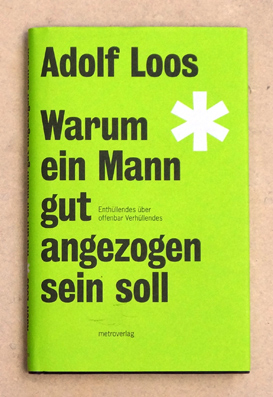 Adolf Loos
Warum
ein Mann
gut
Enthüllendes über
offenbar Verhüllendes
angezogen
sein soll
metroverlag